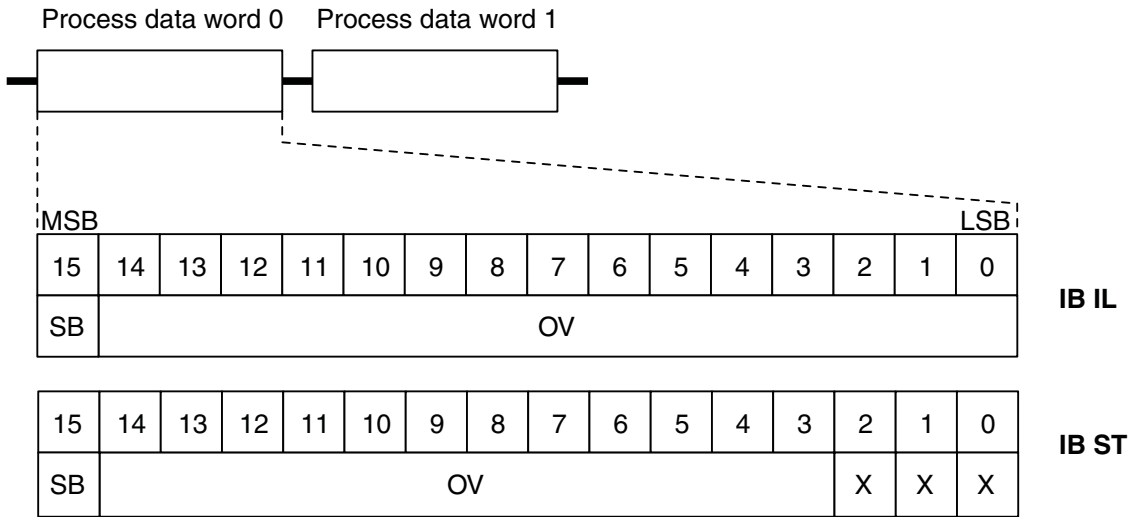 Process data word 0 Process data word 1
MSB LSB
15 14 13 12 11 10 9 8 7 6 5 4 3 2 1 0
IB IL
SB OV
15 14 13 12 11 10 9 8 7 6 5 4 3 2 1 0
IB ST
SB OV X X X